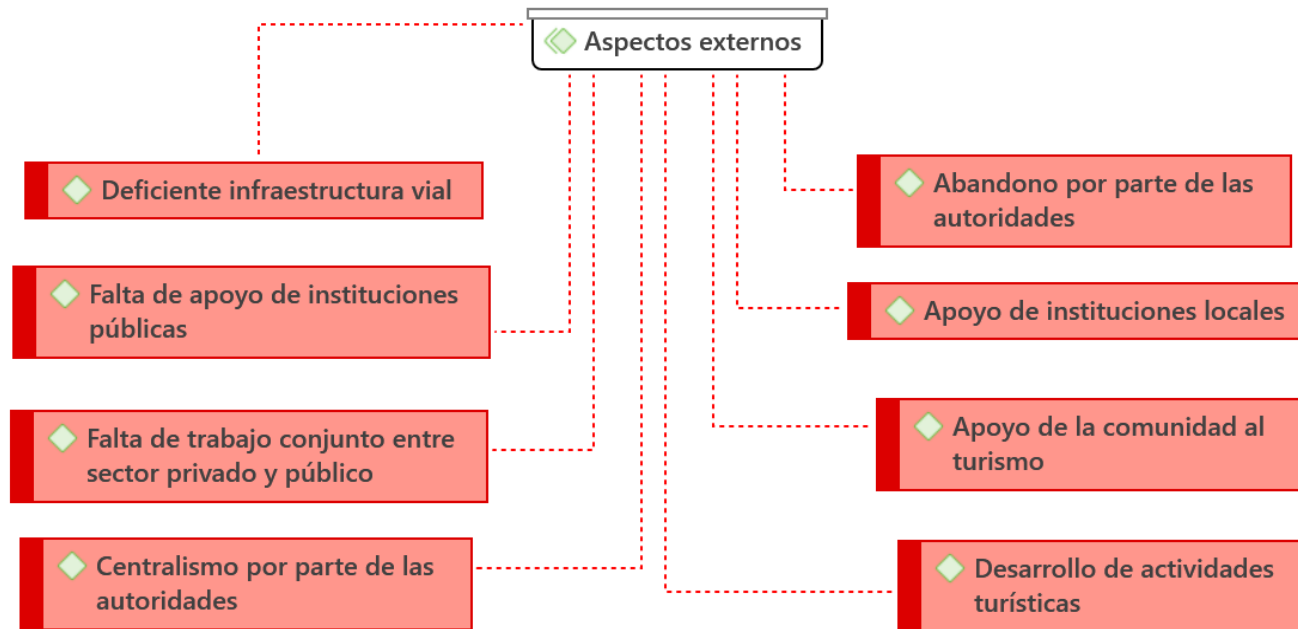 Aspectos externos
Deficiente infraestructura vial
Falta de apoyo de instituciones
públicas
Falta de trabajo conjunto entre
sector privado y público
Centralismo por parte de las
autoridades
Abandono por parte de las
autoridades
Apoyo de instituciones locales
Apoyo de la comunidad al
turismo
Desarrollo de actividades
turísticas